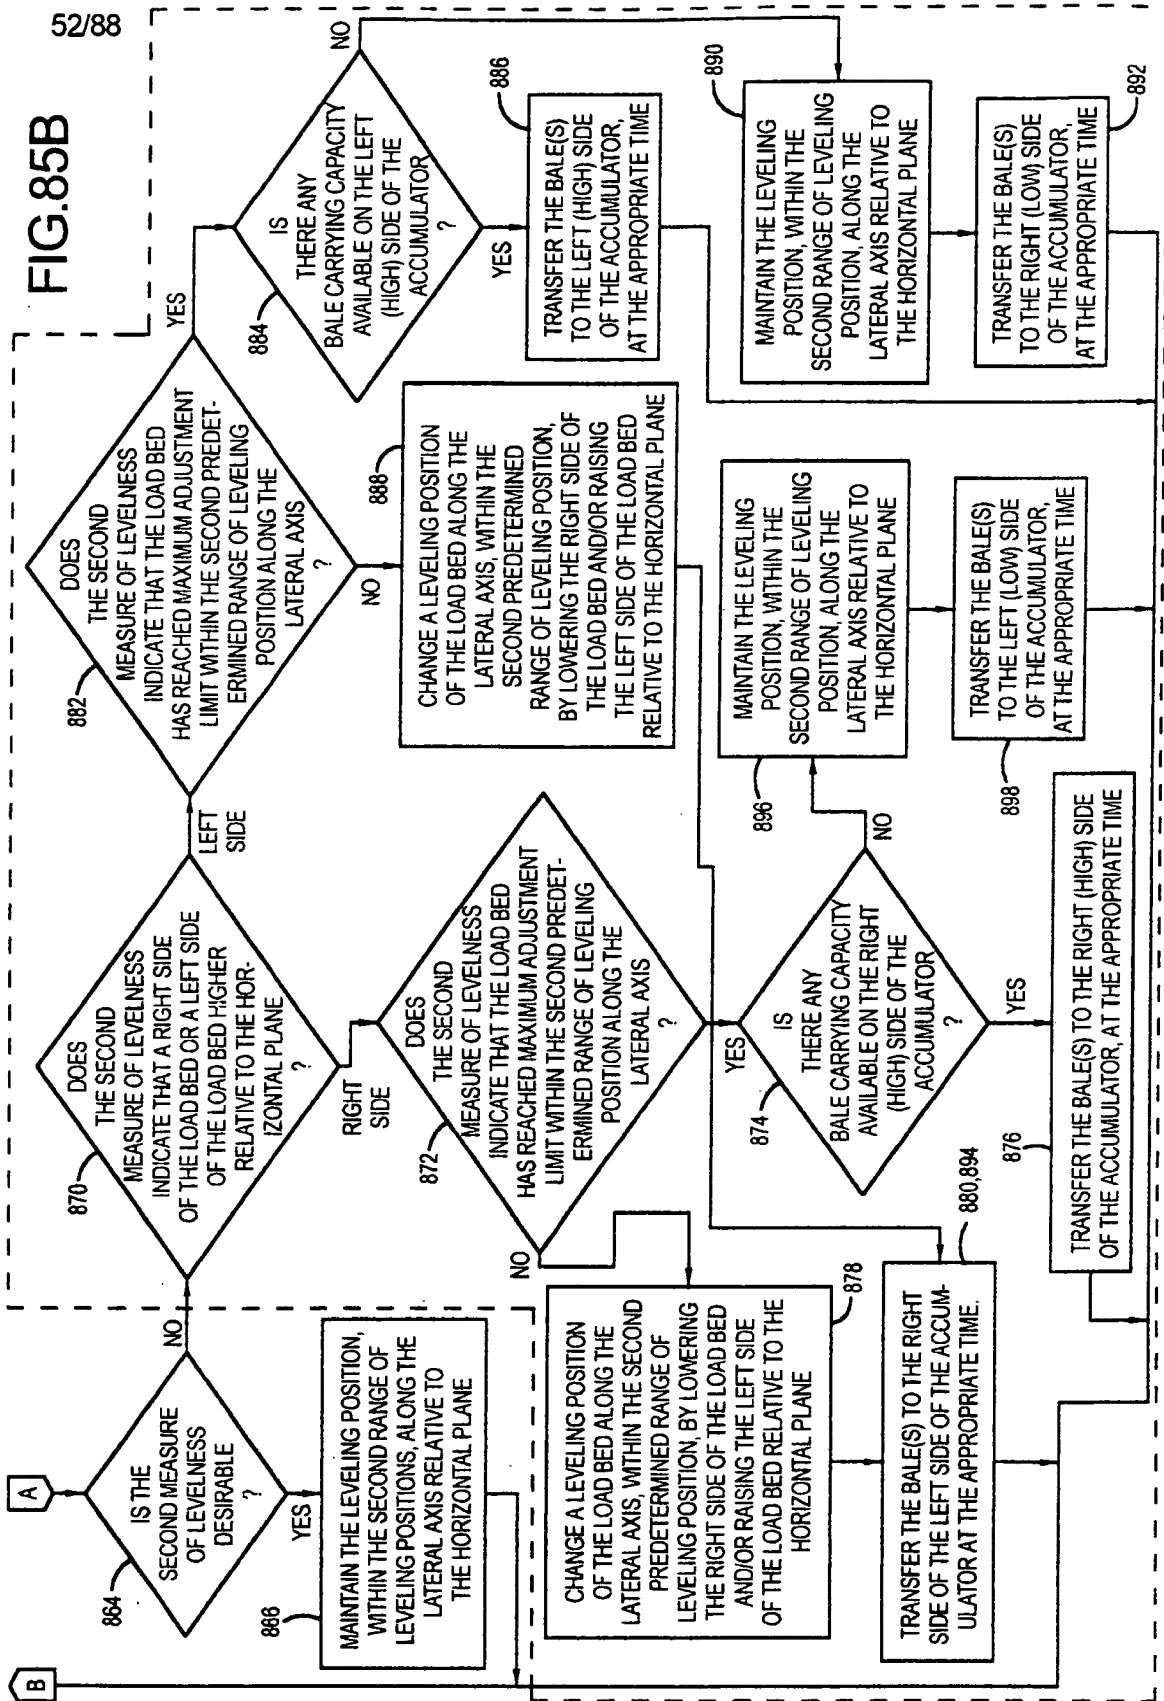 52/88
FIG.85B
B
A
864
IS THE
SECOND MEASURE
OF LEVELNESS
DESIRABLE
?
NO
YES
866
MAINTAIN THE LEVELING POSITION,
WITHIN THE SECOND RANGE OF
LEVELING POSITIONS, ALONG THE
LATERAL AXIS RELATIVE TO
THE HORIZONTAL PLANE
870
DOES
THE SECOND
MEASURE OF LEVELNESS
INDICATE THAT A RIGHT SIDE
OF THE LOAD BED OR A LEFT SIDE
OF THE LOAD BED HIGHER
RELATIVE TO THE HOR-
IZONTAL PLANE
?
LEFT
SIDE
RIGHT
SIDE
872
DOES
THE SECOND
MEASURE OF LEVELNESS
INDICATE THAT THE LOAD BED
HAS REACHED MAXIMUM ADJUSTMENT
LIMIT WITHIN THE SECOND PREDET-
ERMINED RANGE OF LEVELING
POSITION ALONG THE
LATERAL AXIS
?
NO
YES
878
CHANGE A LEVELING POSITION
OF THE LOAD BED ALONG THE
LATERAL AXIS, WITHIN THE SECOND
PREDETERMINED RANGE OF
LEVELING POSITION, BY LOWERING
THE RIGHT SIDE OF THE LOAD BED
AND/OR RAISING THE LEFT SIDE
OF THE LOAD BED RELATIVE TO THE
HORIZONTAL PLANE
880,894
TRANSFER THE BALE(S) TO THE RIGHT
SIDE OF THE LEFT SIDE OF THE ACCUM-
ULATOR AT THE APPROPRIATE TIME.
874
IS
THERE ANY
BALE CARRYING CAPACITY
AVAILABLE ON THE RIGHT
(HIGH) SIDE OF THE
ACCUMULATOR
?
NO
YES
876
TRANSFER THE BALE(S) TO THE RIGHT (HIGH) SIDE
OF THE ACCUMULATOR, AT THE APPROPRIATE TIME
882
DOES
THE SECOND
MEASURE OF LEVELNESS
INDICATE THAT THE LOAD BED
HAS REACHED MAXIMUM ADJUSTMENT
LIMIT WITHIN THE SECOND PREDET-
ERMINED RANGE OF LEVELING
POSITION ALONG THE
LATERAL AXIS
?
YES
NO
888
CHANGE A LEVELING POSITION
OF THE LOAD BED ALONG THE
LATERAL AXIS, WITHIN THE
SECOND PREDETERMINED
RANGE OF LEVELING POSITION,
BY LOWERING THE RIGHT SIDE OF
THE LOAD BED AND/OR RAISING
THE LEFT SIDE OF THE LOAD BED
RELATIVE TO THE HORIZONTAL PLANE
896
MAINTAIN THE LEVELING
POSITION, WITHIN THE
SECOND RANGE OF LEVELING
POSITION, ALONG THE
LATERAL AXIS RELATIVE TO
THE HORIZONTAL PLANE
898
TRANSFER THE BALE(S)
TO THE LEFT (LOW) SIDE
OF THE ACCUMULATOR,
AT THE APPROPRIATE TIME
884
IS
THERE ANY
BALE CARRYING CAPACITY
AVAILABLE ON THE LEFT
(HIGH) SIDE OF THE
ACCUMULATOR
?
NO
YES
886
TRANSFER THE BALE(S)
TO THE LEFT (HIGH) SIDE
OF THE ACCUMULATOR,
AT THE APPROPRIATE TIME
890
MAINTAIN THE LEVELING
POSITION, WITHIN THE
SECOND RANGE OF LEVELING
POSITION, ALONG THE
LATERAL AXIS RELATIVE TO
THE HORIZONTAL PLANE
892
TRANSFER THE BALE(S)
TO THE RIGHT (LOW) SIDE
OF THE ACCUMULATOR,
AT THE APPROPRIATE TIME